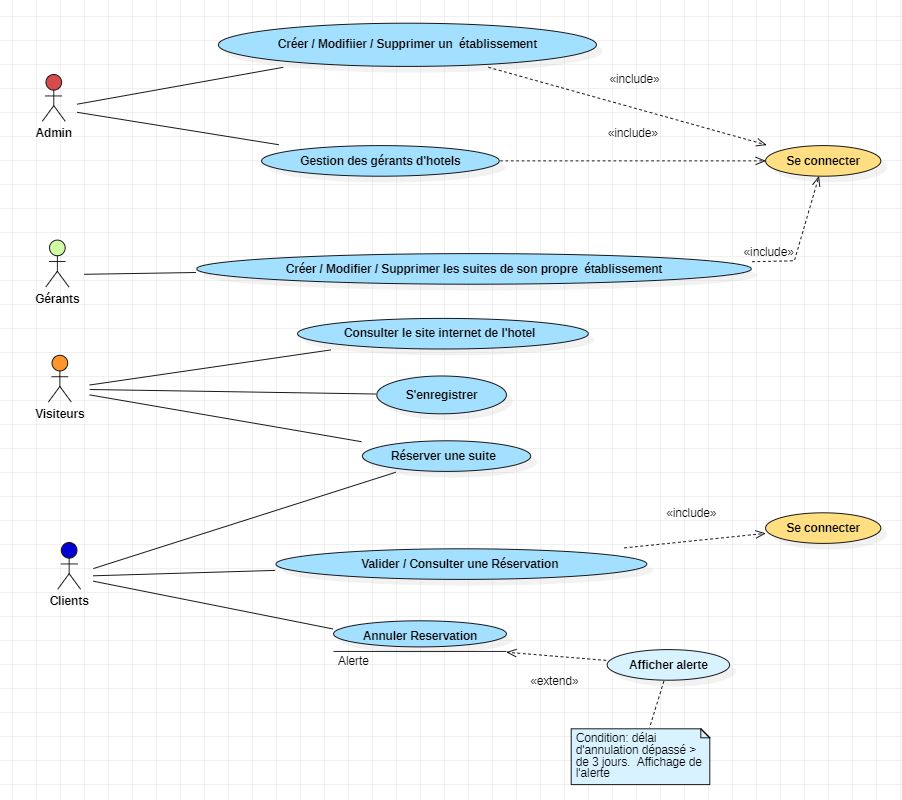 Créer / Modifiier / Supprimer un  établissement
«include»
Admin
«include»
Gestion des gérants d'hotels
Se connecter
«include»
Créer / Modifier / Supprimer les suites de son propre  établissement
Gérants
Consulter le site internet de l'hotel
Visiteurs
S'enregistrer
Réserver une suite
«include»
Se connecter
Valider / Consulter une Réservation
Clients
Annuler Reservation
Alerte
Afficher alerte
«extend»
Condition: délai
d'annulation dépassé >
de 3 jours.  Affichage de
l'alerte